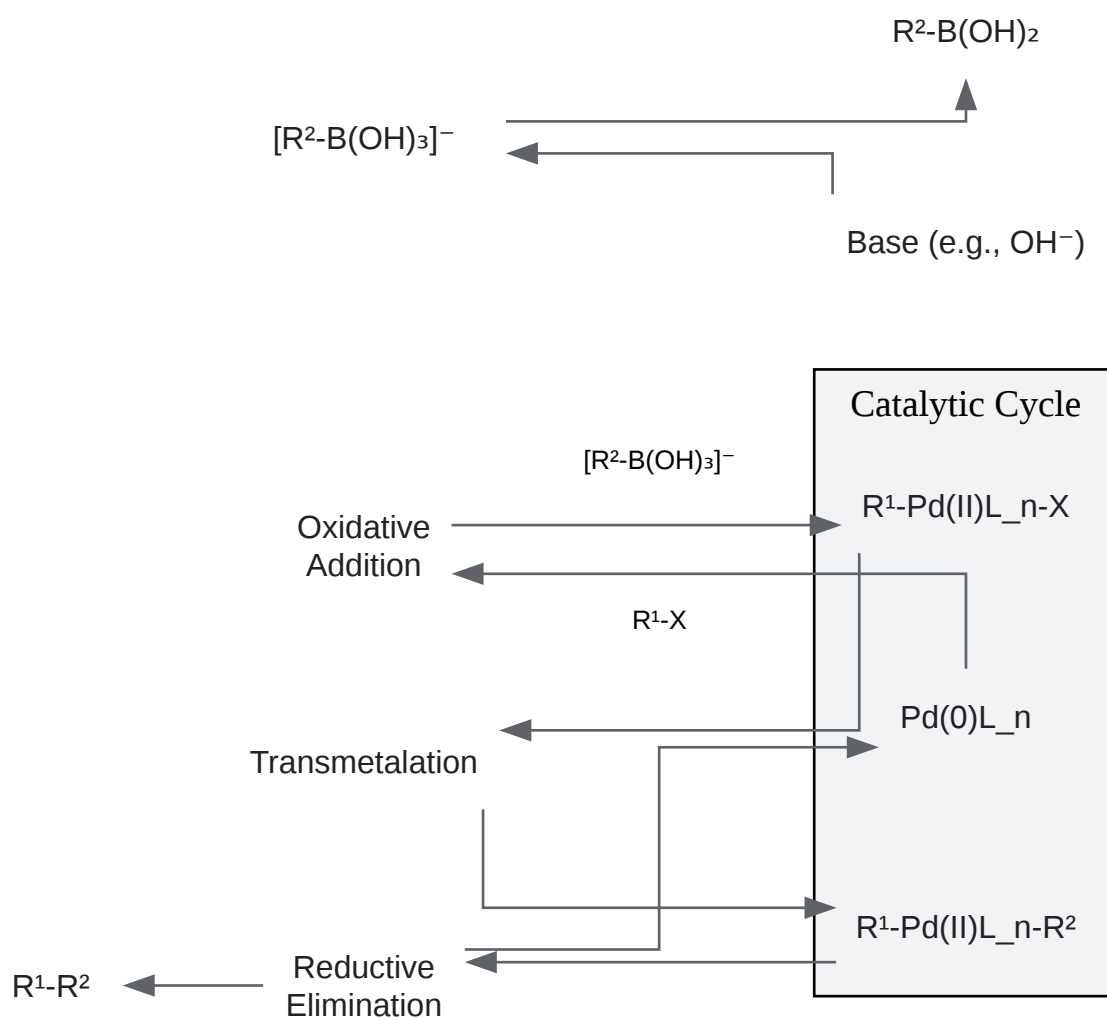 R²-B(OH)₂
[R²-B(OH)₃]⁻
Base (e.g., OH⁻)
Catalytic Cycle
[R²-B(OH)₃]⁻
R¹-Pd(II)L_n-X
Oxidative
Addition
R¹-X
Pd(0)L_n
Transmetalation
R¹-Pd(II)L_n-R²
Reductive
Elimination
R¹-R²